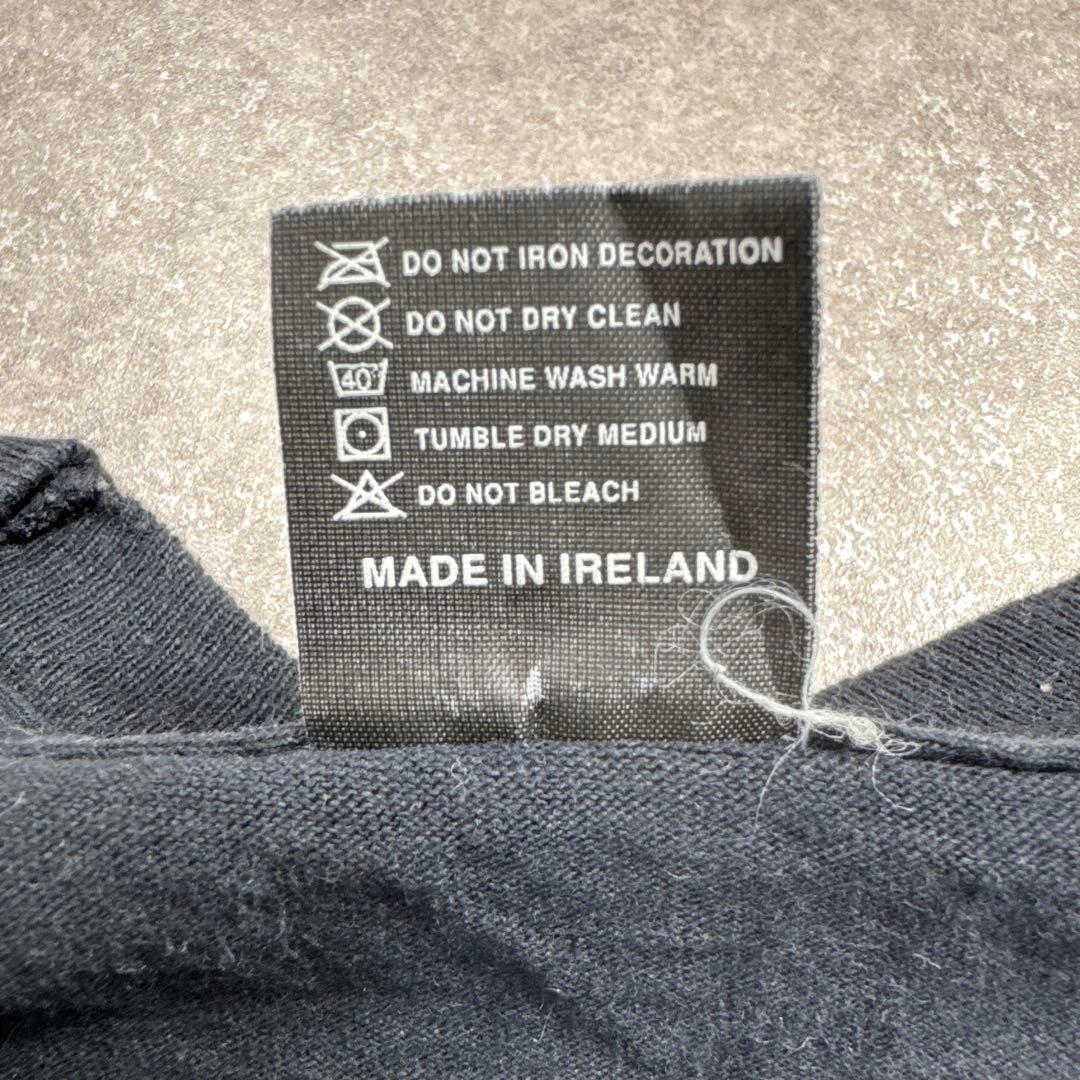 DO NOT IRON DECORATION
DO NOT DRY CLEAN
40° MACHINE WASH WARM
TUMBLE DRY MEDIUM
DO NOT BLEACH
MADE IN IRELAND